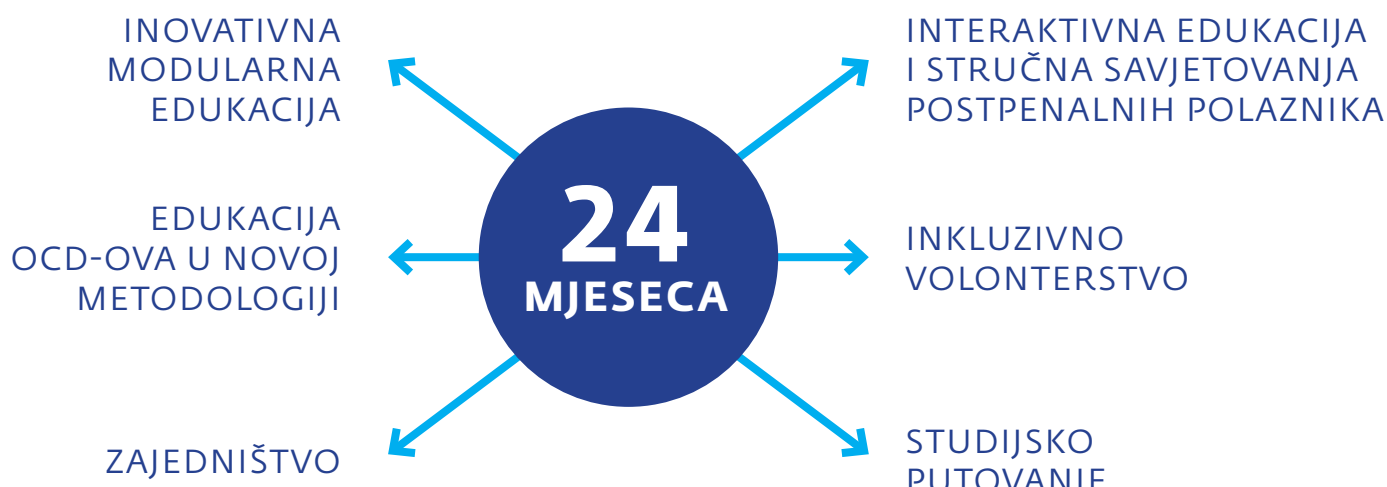 INOVATIVNA
MODULARNA
EDUKACIJA
INTERAKTIVNA EDUKACIJA
I STRUČNA SAVJETOVANJA
POSTPENALNIH POLAZNIKA
EDUKACIJA
OCD-OVA U NOVOJ
METODOLOGIJI
24
MJESECA
INKLUZIVNO
VOLONTERSTVO
ZAJEDNIŠTVO
STUDIJSKO
PUTOVANJE